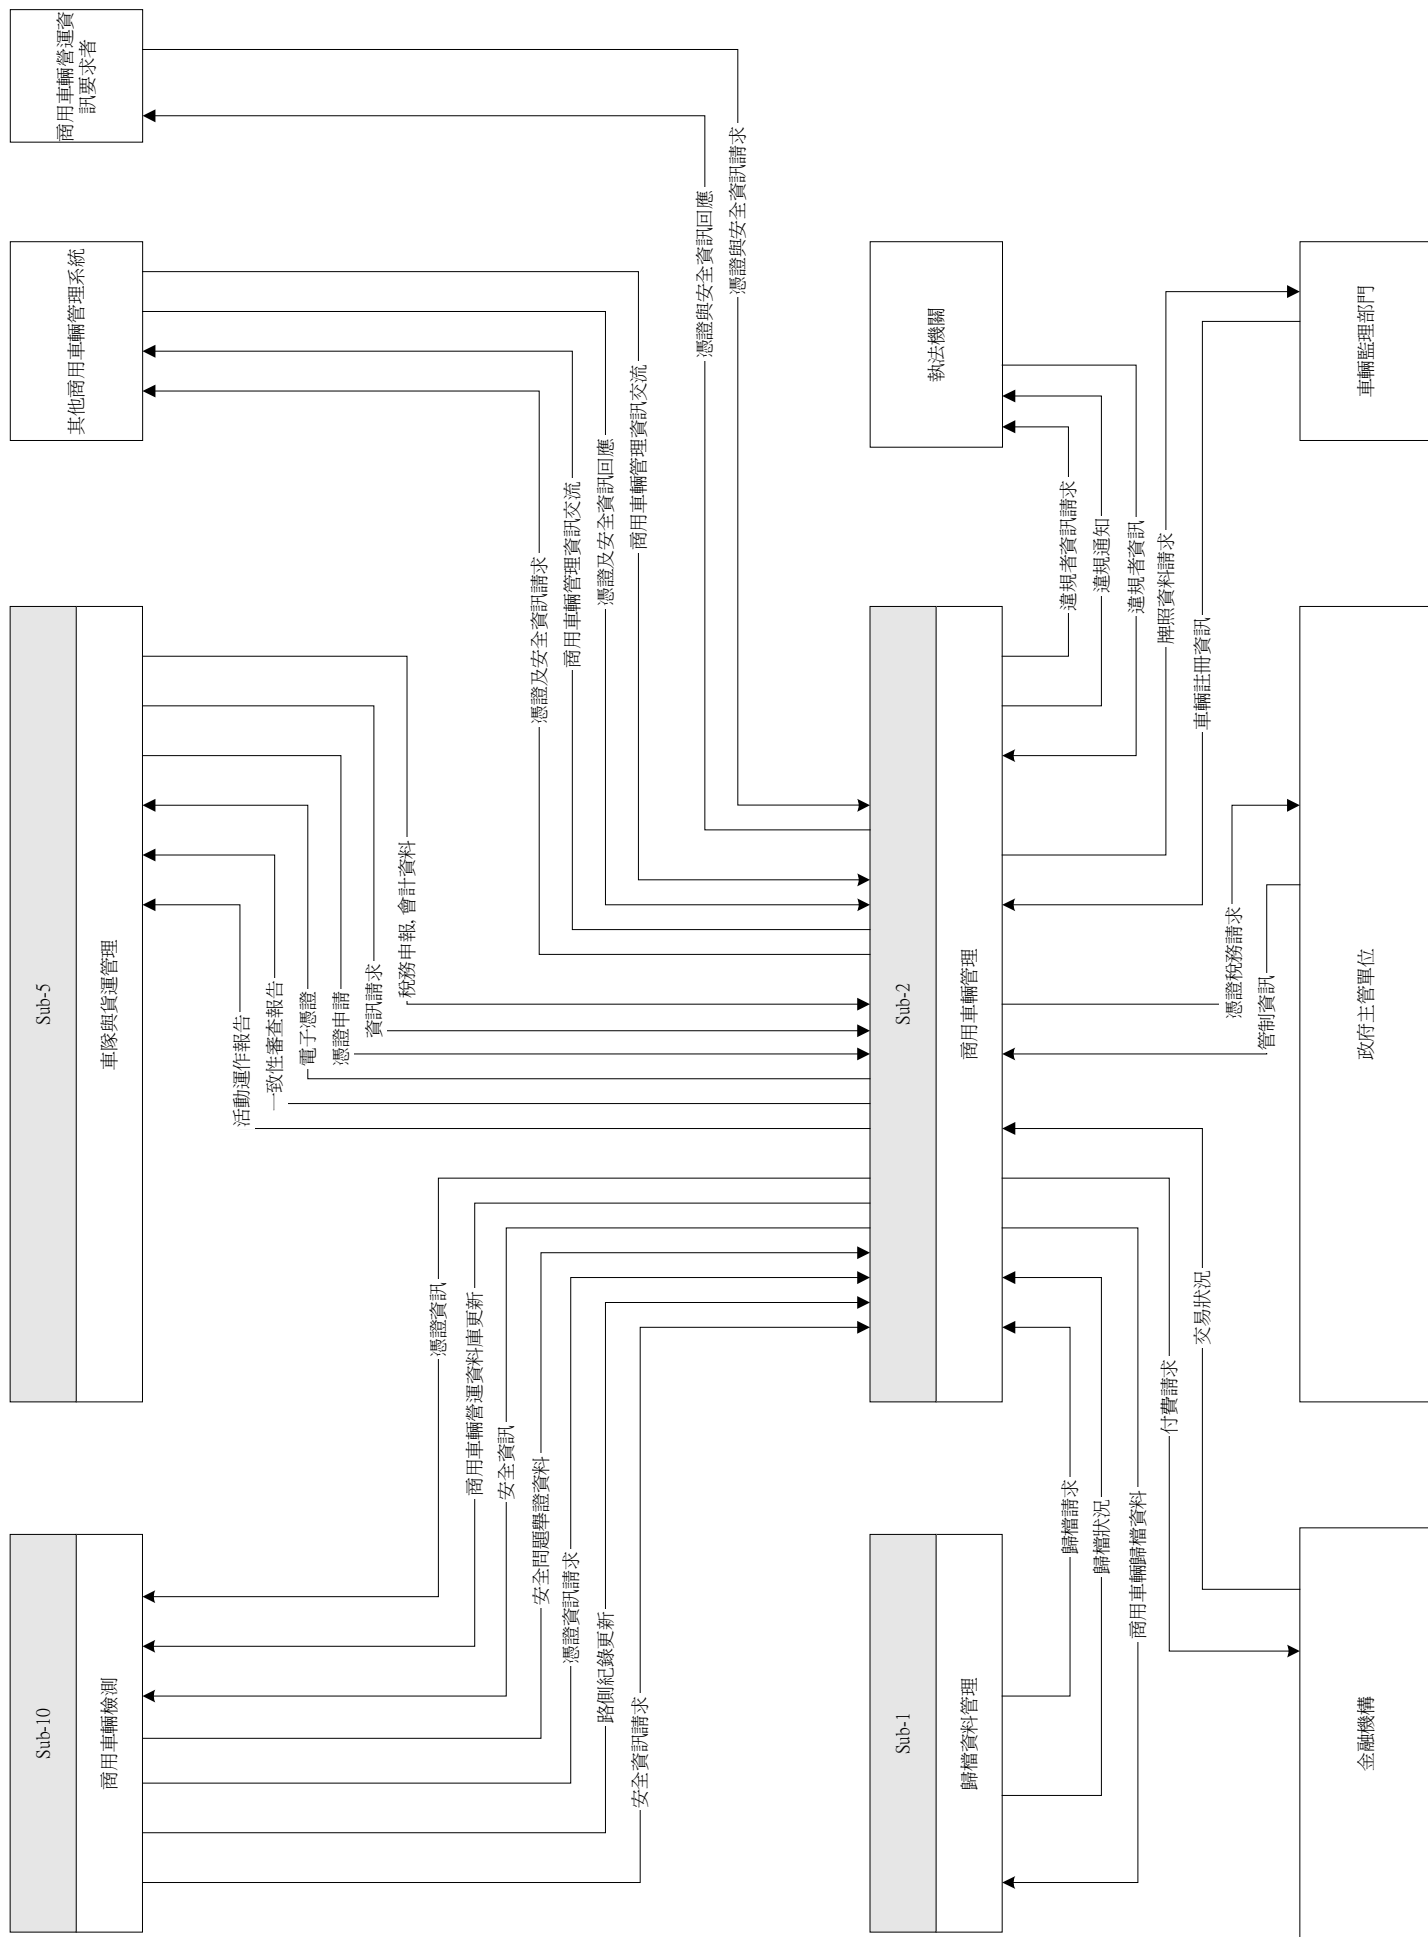 Sub-10
商用車輛檢測
Sub-5
車隊與貨運管理
其他商用車輛管理系統
商用車輛營運資
訊要求者
憑證資訊
商用車輛營運資料庫更新
安全資訊
安全問題舉證資料
憑證資訊請求
路側紀錄更新
安全資訊請求
活動運作報告
一致性審查報告
電子憑證
憑證申請
資訊請求
稅務申報, 會計資料
憑證及安全資訊請求
商用車輛管理資訊交流
憑證及安全資訊回應
商用車輛管理資訊交流
憑證與安全資訊回應
憑證與安全資訊請求
Sub-1
歸檔資料管理
Sub-2
商用車輛管理
執法機關
歸檔請求
歸檔狀況
商用車輛歸檔資料
付費請求
交易狀況
憑證稅務請求
管制資訊
違規者資訊請求
違規通知
違規者資訊
牌照資料請求
車輛註冊資訊
金融機構
政府主管單位
車輛監理部門